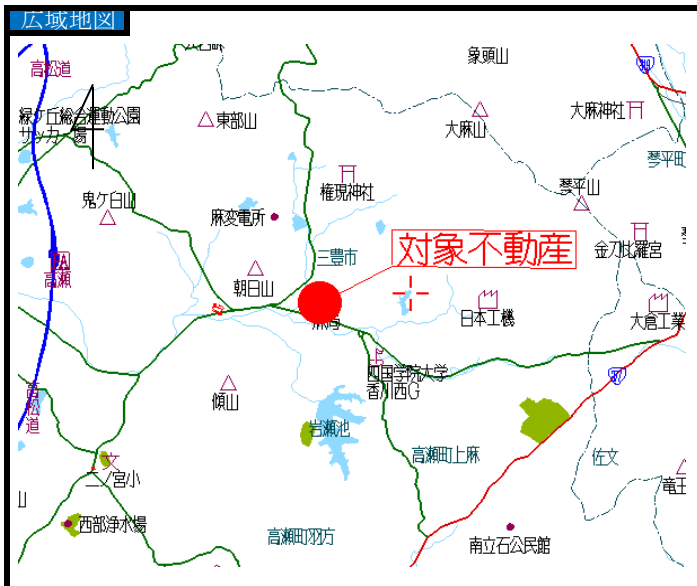 広域地図
象頭山
高松道
緑ケ丘総合運動公園
サッカー場
東部山
大麻山
大麻神社
琴平町
権現神社
鬼ケ臼山
麻変電所
琴平山
三豊市
対象不動産
金刀比羅宮
PA
高瀬
朝日山
日本工機
大倉工業
四国学院大学
香川西G
傾山
高松道
岩瀬池
高瀬町上麻
佐文
二ノ宮小
竜王
山
西部浄水場
高瀬町羽方
南立石公民館